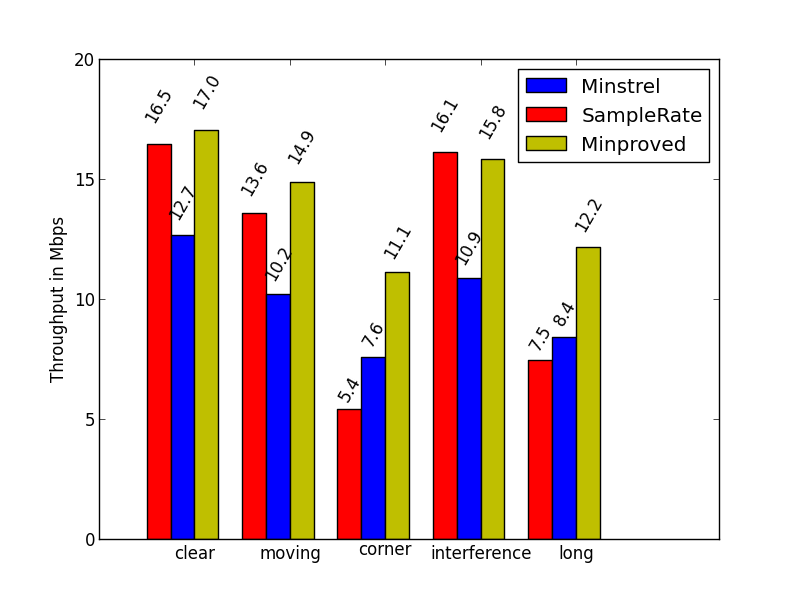 20
15
10
5
0
Throughput in Mbps
16.5
12.7
17.0
13.6
10.2
14.9
5.4
7.6
11.1
16.1
10.9
15.8
7.5
8.4
12.2
Minstrel
SampleRate
Minproved
clear
moving
corner
interference
long